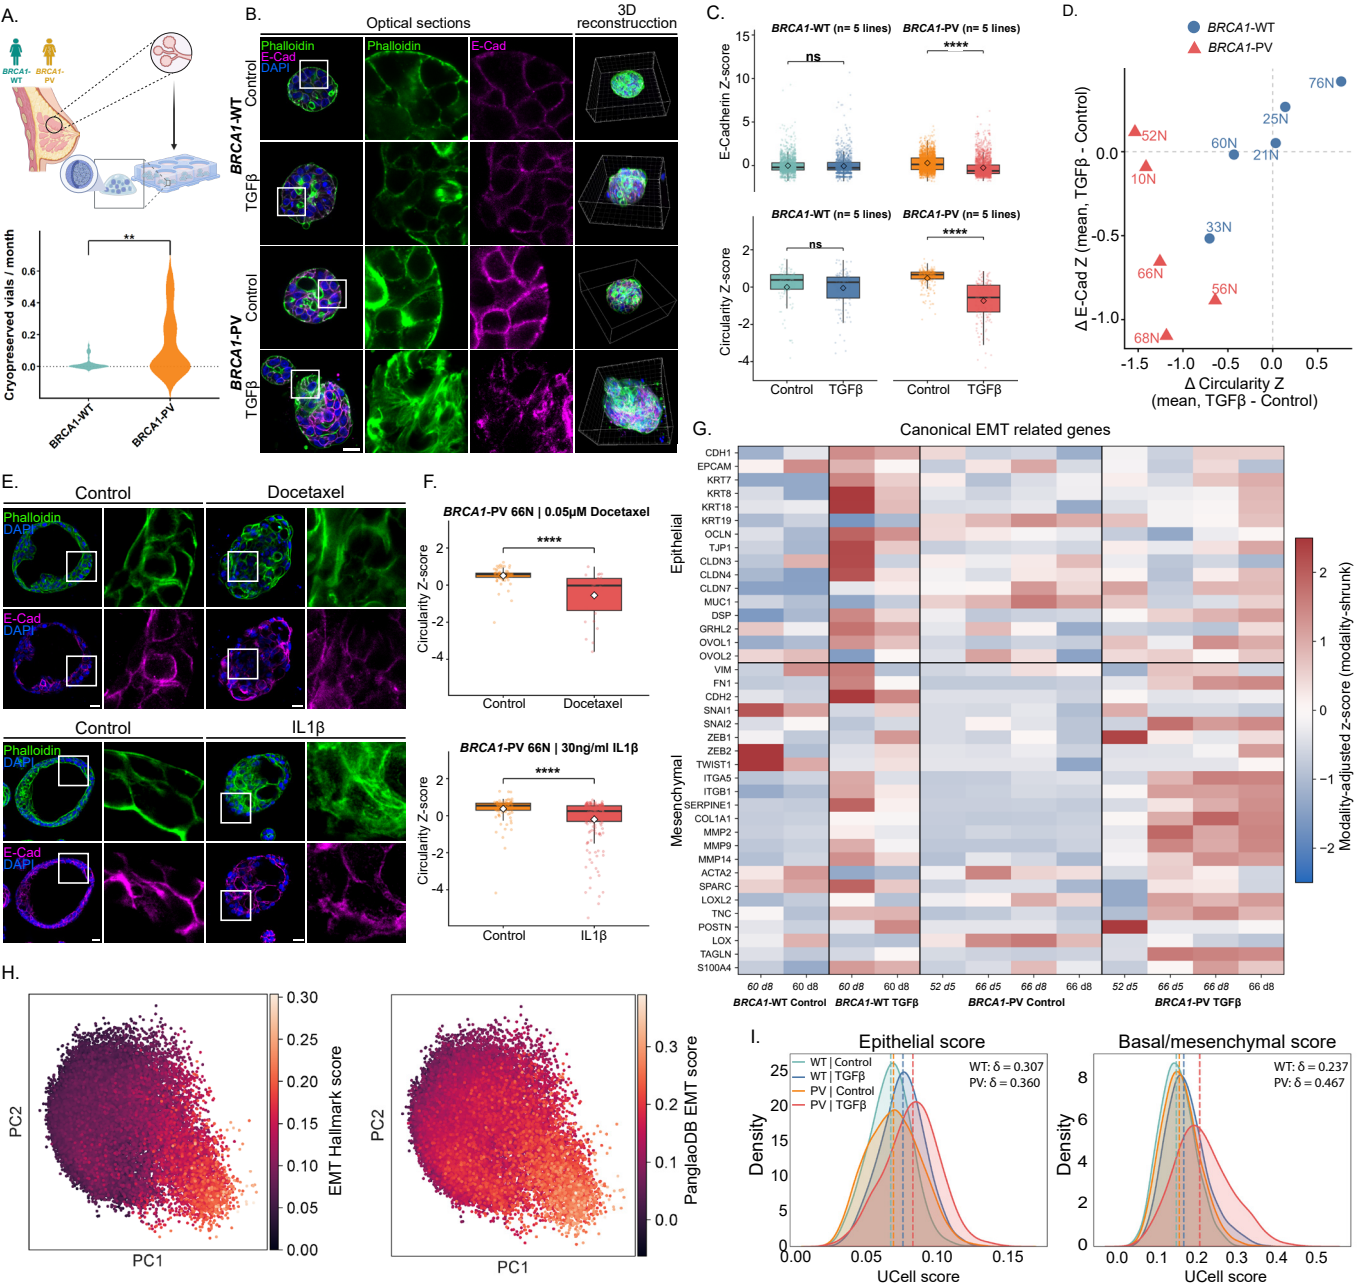 A.
BRCA1-
WT
BRCA1-
PV
Cryopreserved vials / month
**
0.6
0.4
0.2
0.0
BRCA1-WT
BRCA1-PV
B.
Optical sections
3D
reconstrucction
Phalloidin
E-Cad
DAPI
Phalloidin
E-Cad
BRCA1-WT
Control
TGFβ
BRCA1-PV
Control
TGFβ
C.
BRCA1-WT (n= 5 lines)
BRCA1-PV (n= 5 lines)
E-Cadherin Z-score
15
10
5
0
ns
****
BRCA1-WT (n= 5 lines)
BRCA1-PV (n= 5 lines)
Circularity Z-score
2
0
-2
-4
ns
****
Control
TGFβ
Control
TGFβ
D.
BRCA1-WT
BRCA1-PV
Δ E-Cad Z (mean, TGFβ - Control)
0.0
-0.5
-1.0
76N
25N
52N
60N
21N
10N
33N
66N
56N
68N
-1.5
-1.0
-0.5
0.0
0.5
Δ Circularity Z
(mean, TGFβ - Control)
E.
Control
Docetaxel
Phalloidin
DAPI
E-Cad
DAPI
Control
IL1β
Phalloidin
DAPI
E-Cad
DAPI
F.
BRCA1-PV 66N | 0.05µM Docetaxel
Circularity Z-score
2
0
-2
-4
****
Control
Docetaxel
BRCA1-PV 66N | 30ng/ml IL1β
Circularity Z-score
2
0
-2
-4
****
Control
IL1β
G.
Canonical EMT related genes
Epithelial
CDH1
EPCAM
KRT7
KRT8
KRT18
KRT19
OCLN
TJP1
CLDN3
CLDN4
CLDN7
MUC1
DSP
GRHL2
OVOL1
OVOL2
Mesenchymal
VIM
FN1
CDH2
SNAI1
SNAI2
ZEB1
ZEB2
TWIST1
ITGA5
ITGB1
SERPINE1
COL1A1
MMP2
MMP9
MMP14
ACTA2
SPARC
LOXL2
TNC
POSTN
LOX
TAGLN
S100A4
60 d8
60 d8
60 d8
60 d8
52 d5
66 d5
66 d8
66 d8
52 d5
66 d5
66 d8
66 d8
BRCA1-WT Control
BRCA1-WT TGFβ
BRCA1-PV Control
BRCA1-PV TGFβ
2
1
0
−1
−2
Modality-adjusted z-score (modality-shrunk)
H.
PC2
PC1
0.30
0.25
0.20
0.15
0.10
0.05
0.00
EMT Hallmark score
PC2
PC1
0.3
0.2
0.1
0.0
PanglaoDB EMT score
I.
Epithelial score
WT | Control
WT | TGFβ
PV | Control
PV | TGFβ
WT: δ = 0.307
PV: δ = 0.360
Density
25
20
15
10
5
0
0.00
0.05
0.10
0.15
UCell score
Basal/mesenchymal score
WT: δ = 0.237
PV: δ = 0.467
Density
8
6
4
2
0
0.0
0.1
0.2
0.3
0.4
0.5
UCell score